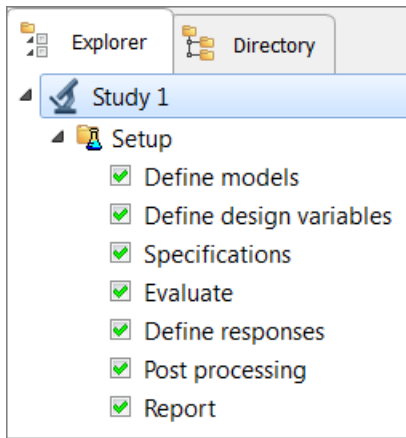 Explorer
Directory
Study 1
Setup
Define models
Define design variables
Specifications
Evaluate
Define responses
Post processing
Report